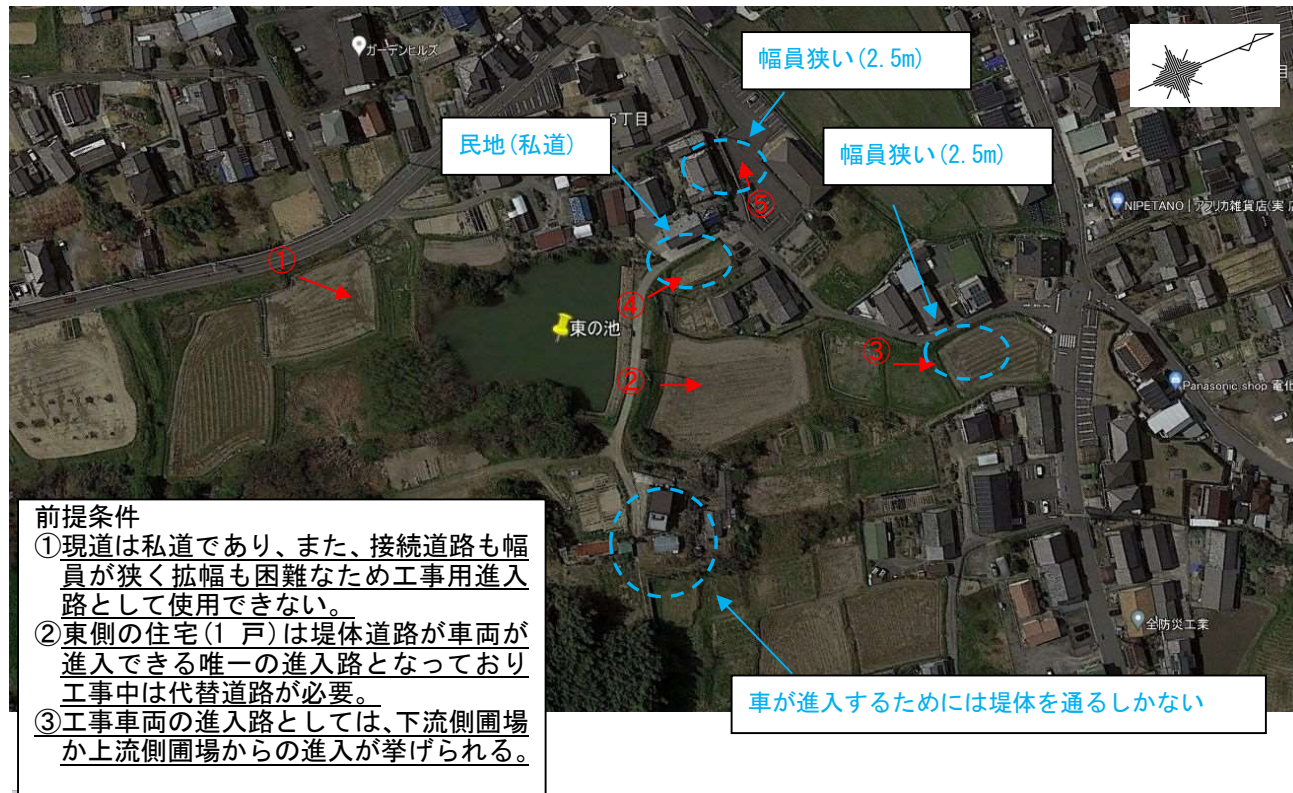 ガーデンヒルズ
幅員狭い(2.5m)
5丁目
目
民地(私道)
幅員狭い(2.5m)
⑤
NIPETANO | アフリカ雑貨店(実 店
①
④
東の池
③
②
Panasonic shop 電化
前提条件
①現道は私道であり、また、接続道路も幅
員が狭く拡幅も困難なため工事用進入
路として使用できない。
②東側の住宅(1 戸)は堤体道路が車両が
進入できる唯一の進入路となっており
工事中は代替道路が必要。
③工事車両の進入路としては、下流側圃場
か上流側圃場からの進入が挙げられる。
全防災工業
車が進入するためには堤体を通るしかない